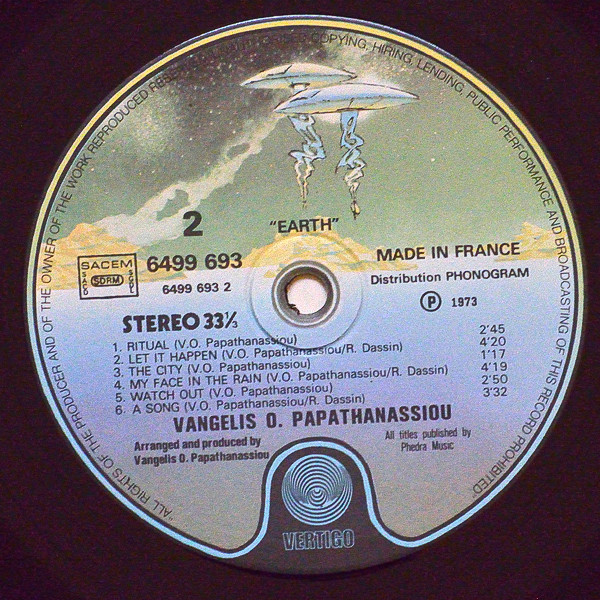 "ALL RIGHTS OF THE PRODUCER AND OF THE OWNER OF THE WORK REPRODUCED COPYING, HIRING, LENDING, PUBLIC PERFORMANCE AND BROADCASTING OF THIS RECORD PROHIBITED"
2
"EARTH"
SACEM
SDRM
SACD
SGDL
6499 693
6499 693 2
MADE IN FRANCE
Distribution PHONOGRAM
Ⓟ 1973
STEREO 33⅓
1. RITUAL (V.O. Papathanassiou) 2'45
2. LET IT HAPPEN (V.O. Papathanassiou/R. Dassin) 4'20
3. THE CITY (V.O. Papathanassiou) 1'17
4. MY FACE IN THE RAIN (V.O. Papathanassiou) 4'19
5. WATCH OUT (V.O. Papathanassiou/R. Dassin) 2'50
6. A SONG (V.O. Papathanassiou/R. Dassin) 3'32
VANGELIS O. PAPATHANASSIOU
Arranged and produced by
Vangelis O. Papathanassiou
All titles published by
Phedra Music
VERTIGO